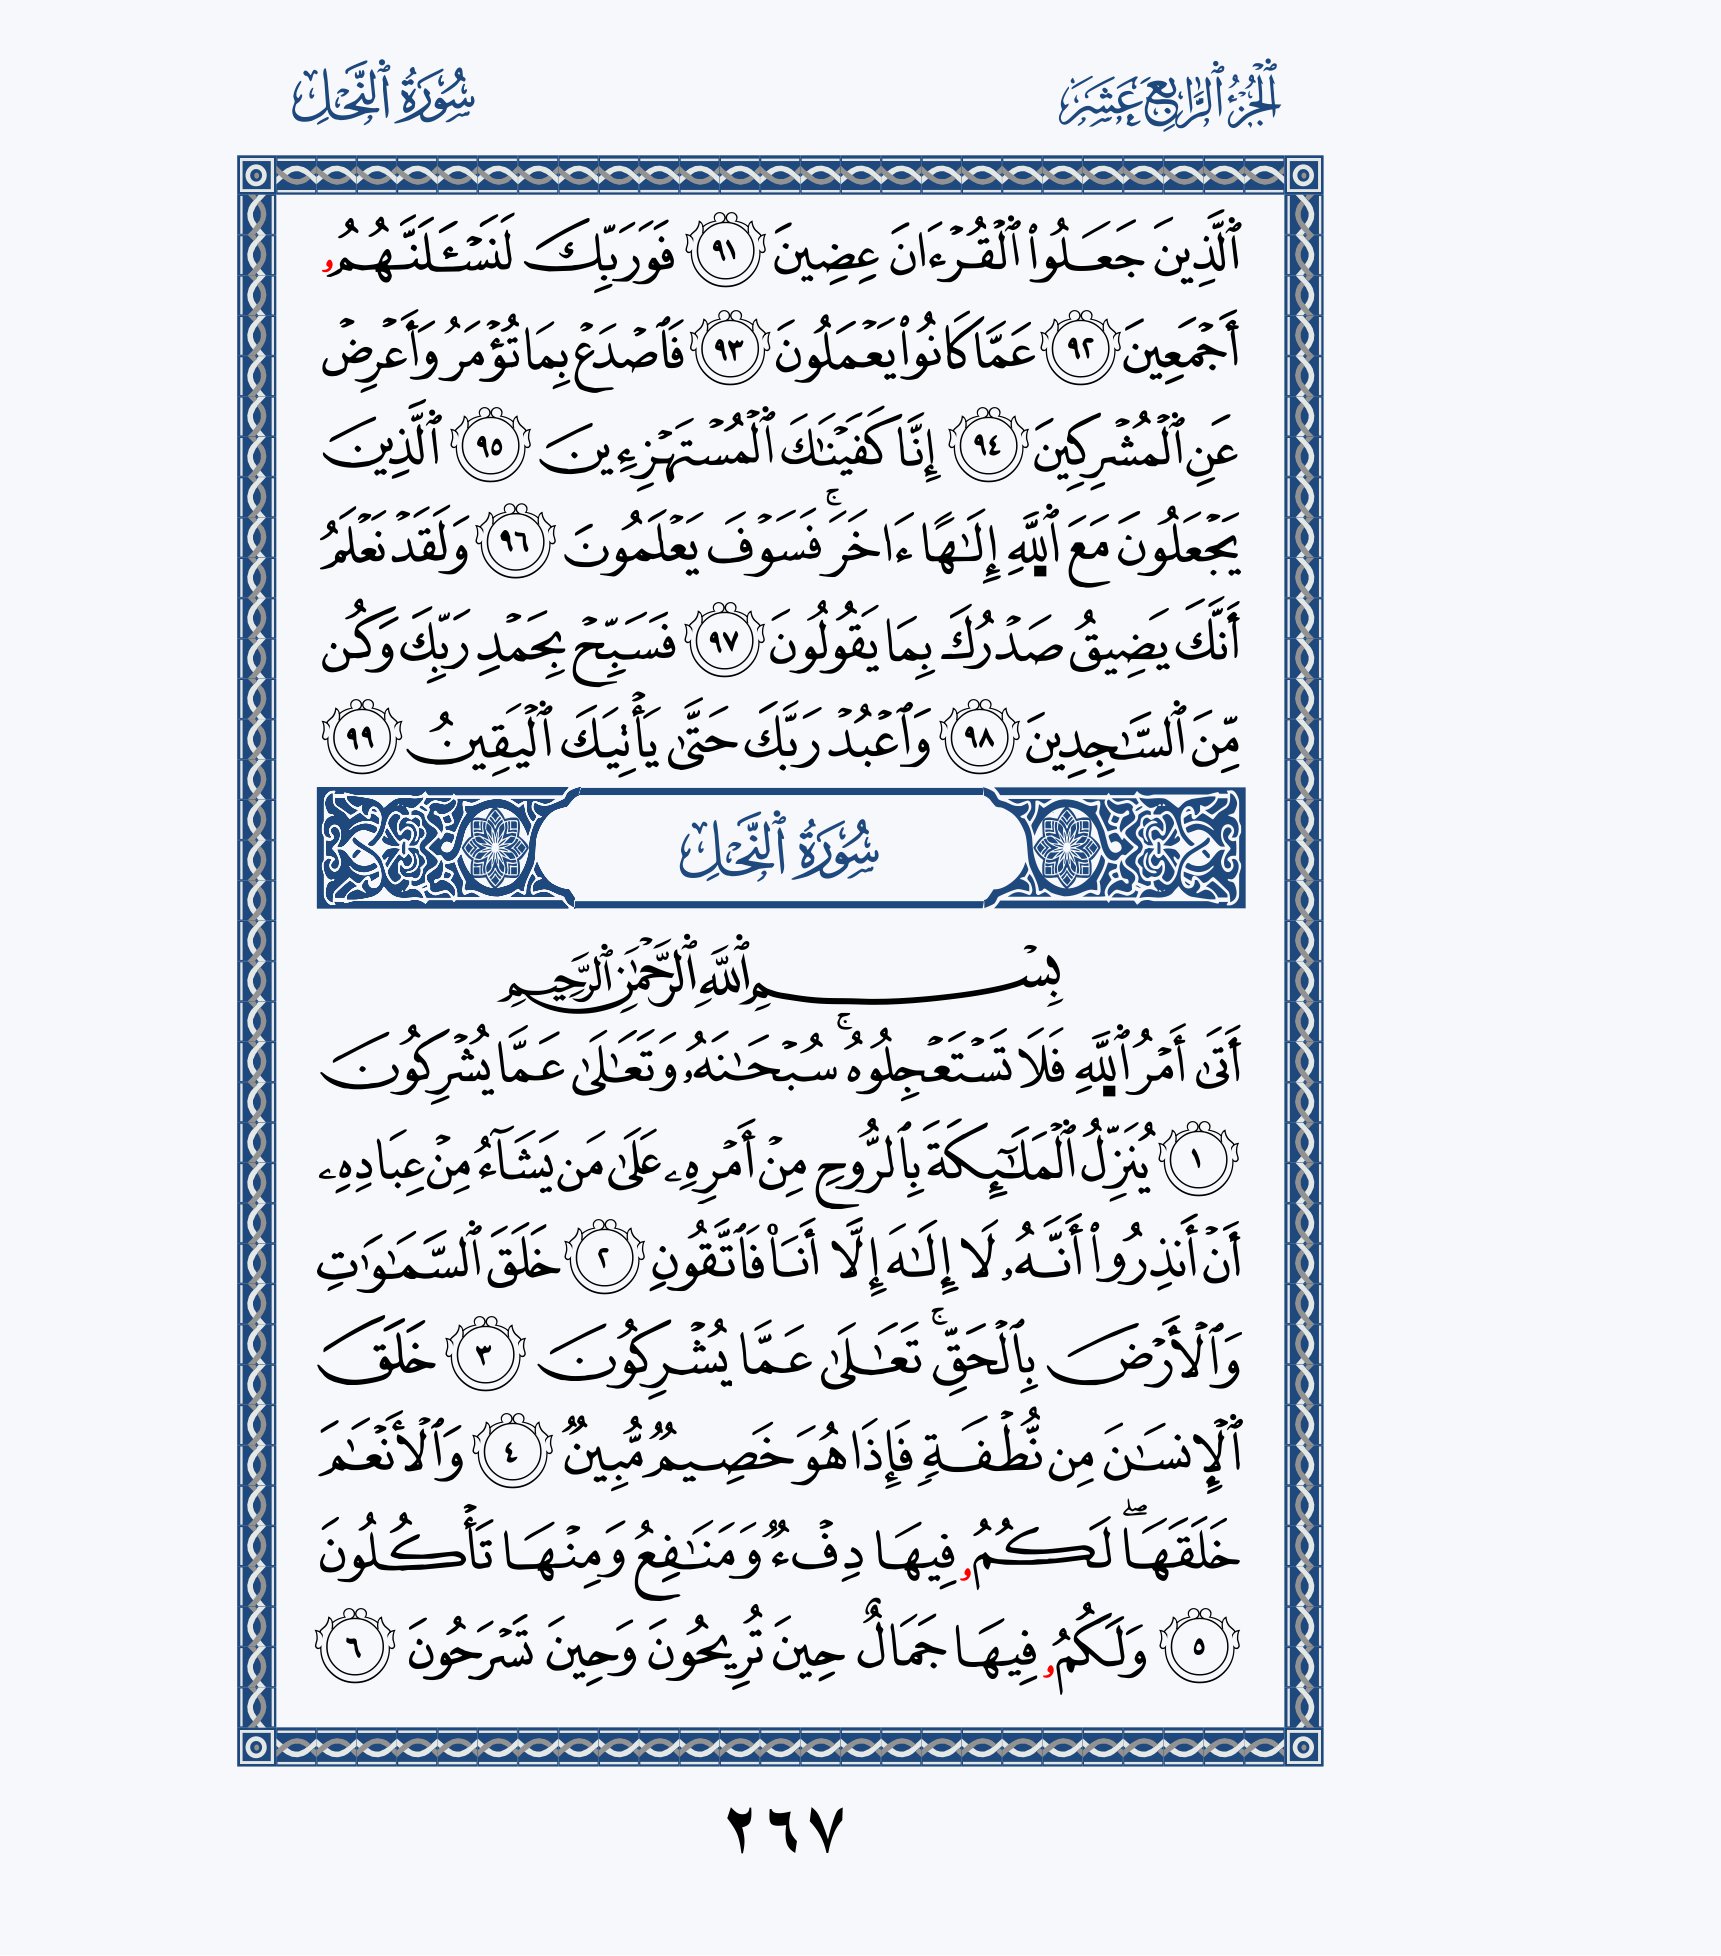 ٱلْجُزْءُ ٱلرَّابِعَ عَشَرَ
سُورَةُ ٱلنَّحْلِ
ٱلَّذِينَ جَعَلُوا۟ ٱلْقُرْءَانَ عِضِينَ ٩١ فَوَرَبِّكَ لَنَسْـَٔلَنَّهُمُۥ
أَجْمَعِينَ ٩٢ عَمَّا كَانُوا۟ يَعْمَلُونَ ٩٣ فَٱصْدَعْ بِمَا تُؤْمَرُ وَأَعْرِضْ
عَنِ ٱلْمُشْرِكِينَ ٩٤ إِنَّا كَفَيْنَٰكَ ٱلْمُسْتَهْزِءِينَ ٩٥ ٱلَّذِينَ
يَجْعَلُونَ مَعَ ٱللَّهِ إِلَٰهًا ءَاخَرَ ۚ فَسَوْفَ يَعْلَمُونَ ٩٦ وَلَقَدْ نَعْلَمُ
أَنَّكَ يَضِيقُ صَدْرُكَ بِمَا يَقُولُونَ ٩٧ فَسَبِّحْ بِحَمْدِ رَبِّكَ وَكُن
مِّنَ ٱلسَّٰجِدِينَ ٩٨ وَٱعْبُدْ رَبَّكَ حَتَّىٰ يَأْتِيَكَ ٱلْيَقِينُ ٩٩
سُورَةُ ٱلنَّحْلِ
بِسْمِ ٱللَّهِ ٱلرَّحْمَٰنِ ٱلرَّحِيمِ
أَتَىٰ أَمْرُ ٱللَّهِ فَلَا تَسْتَعْجِلُوهُ ۚ سُبْحَٰنَهُۥ وَتَعَٰلَىٰ عَمَّا يُشْرِكُونَ
١ يُنَزِّلُ ٱلْمَلَٰٓئِكَةَ بِٱلرُّوحِ مِنْ أَمْرِهِۦ عَلَىٰ مَن يَشَآءُ مِنْ عِبَادِهِۦ
أَنْ أَنذِرُوا۟ أَنَّهُۥ لَا إِلَٰهَ إِلَّا أَنَا۠ فَٱتَّقُونِ ٢ خَلَقَ ٱلسَّمَٰوَٰتِ
وَٱلْأَرْضَ بِٱلْحَقِّ ۚ تَعَٰلَىٰ عَمَّا يُشْرِكُونَ ٣ خَلَقَ
ٱلْإِنسَٰنَ مِن نُّطْفَةٍ فَإِذَا هُوَ خَصِيمٌ مُّبِينٌ ٤ وَٱلْأَنْعَٰمَ
خَلَقَهَا ۖ لَكُمُۥ فِيهَا دِفْءٌ وَمَنَٰفِعُ وَمِنْهَا تَأْكُلُونَ
٥ وَلَكُمُۥ فِيهَا جَمَالٌ حِينَ تُرِيحُونَ وَحِينَ تَسْرَحُونَ ٦
٢٦٧